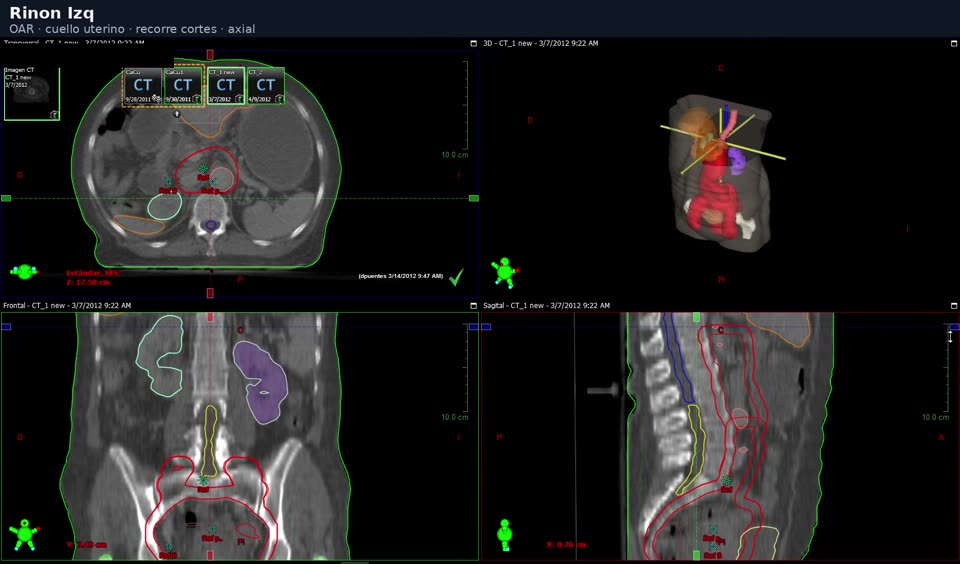 Rinon Izq
OAR · cuello uterino · recorre cortes · axial
Transversal - CT_1 new - 3/7/2012 9:22 AM
3D - CT_1 new - 3/7/2012 9:22 AM
Imagen CT
CT_1 new
3/7/2012
CaCu
CT
9/28/2011
CaCu1
CT
9/30/2011
CT_1 new
CT
3/7/2012
CT_2
CT
4/9/2012
10.0 cm
D
I
Ref
C
D
I
Estándar, HFS
Z: 17.50 cm
(dpuentes 3/14/2012 9:47 AM)
Frontal - CT_1 new - 3/7/2012 9:22 AM
Sagital - CT_1 new - 3/7/2012 9:22 AM
C
10.0 cm
D
I
Ref
C
10.0 cm
P
A
Ref
X: 0.76 cm